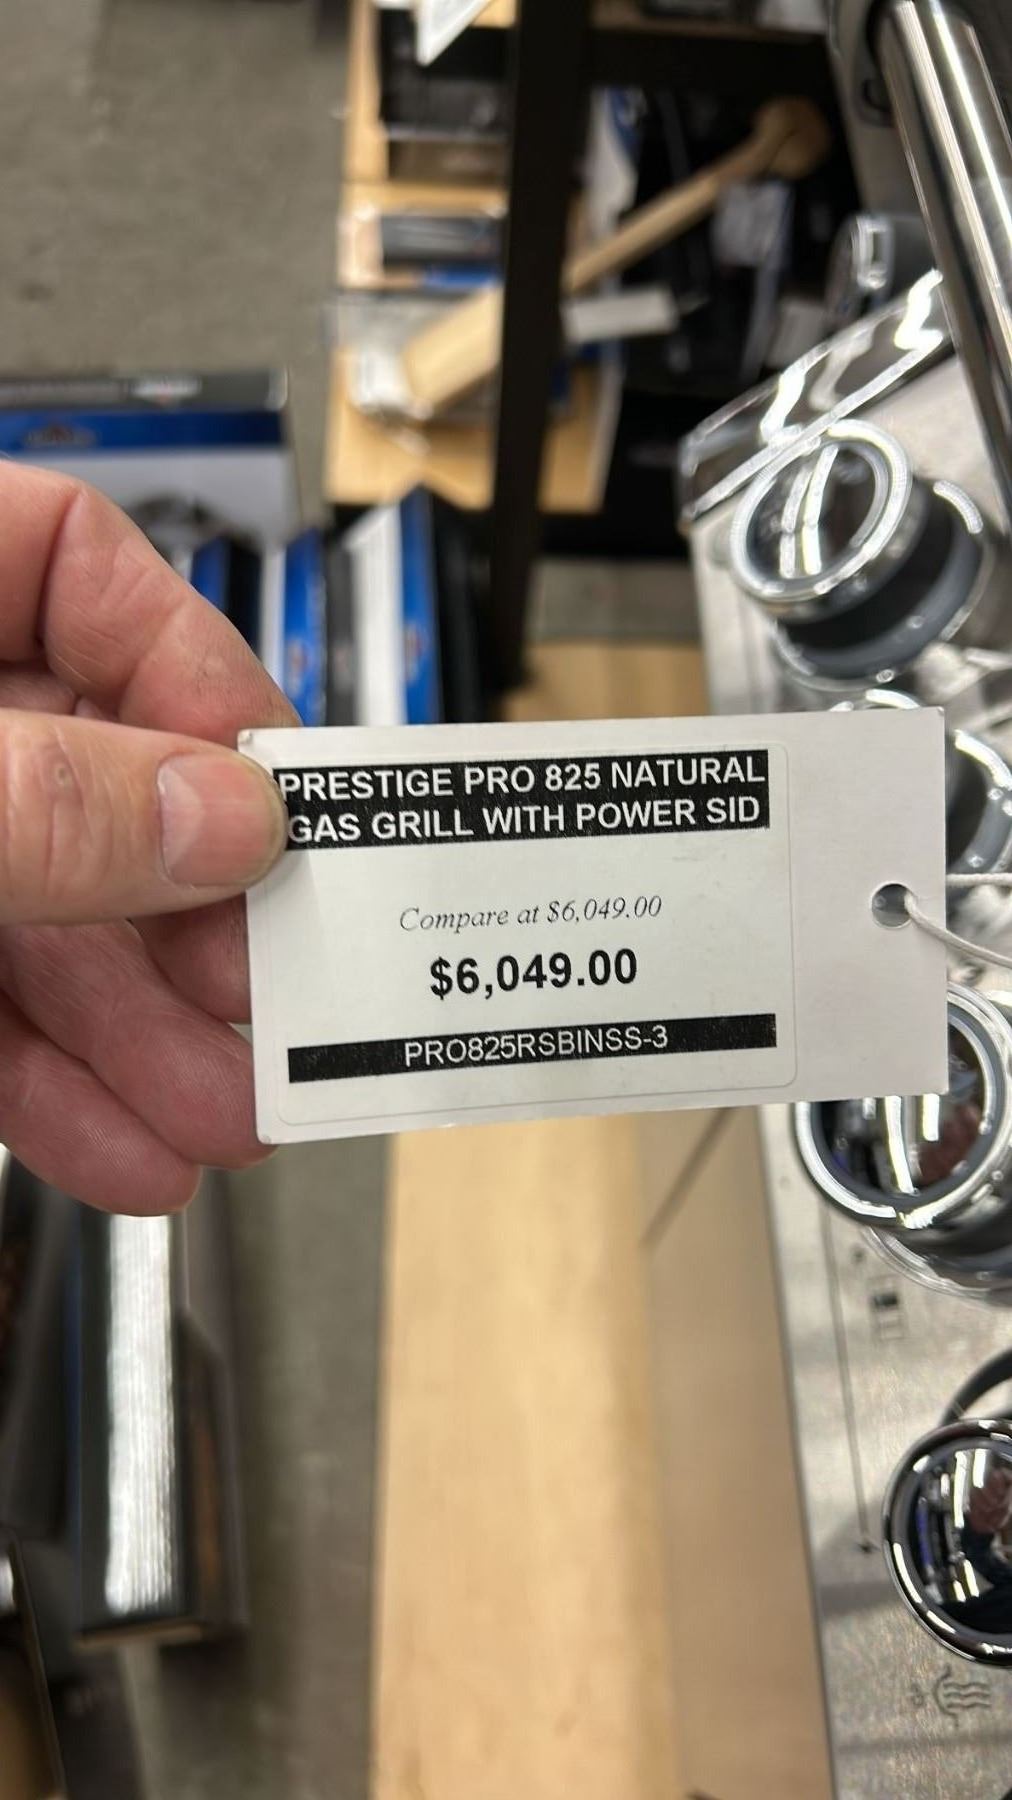 PRESTIGE PRO 825 NATURAL
GAS GRILL WITH POWER SID
Compare at $6,049.00
$6,049.00
PRO825RSBINSS-3